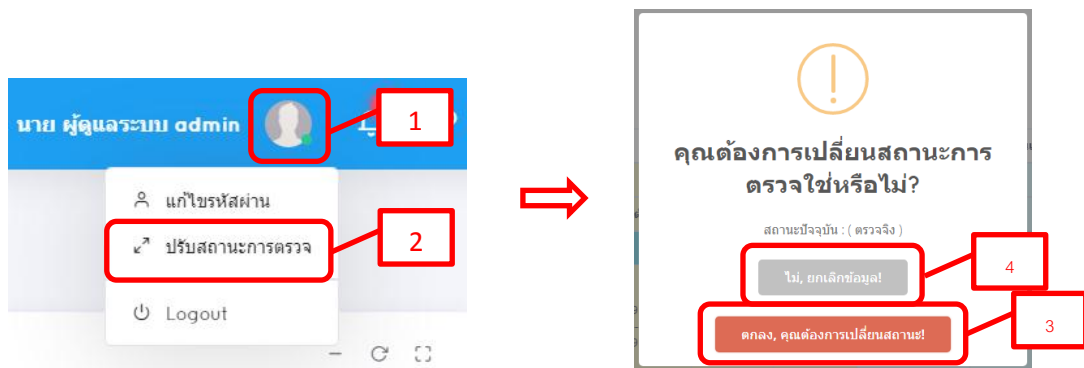 นาย ผู้ดูแลระบบ admin
1
แก้ไขรหัสผ่าน
ปรับสถานะการตรวจ
2
Logout
คุณต้องการเปลี่ยนสถานะการ
ตรวจใช่หรือไม่?
สถานะปัจจุบัน : ( ตรวจจริง )
ไม่, ยกเลิกข้อมูล!
4
ตกลง, คุณต้องการเปลี่ยนสถานะ!
3